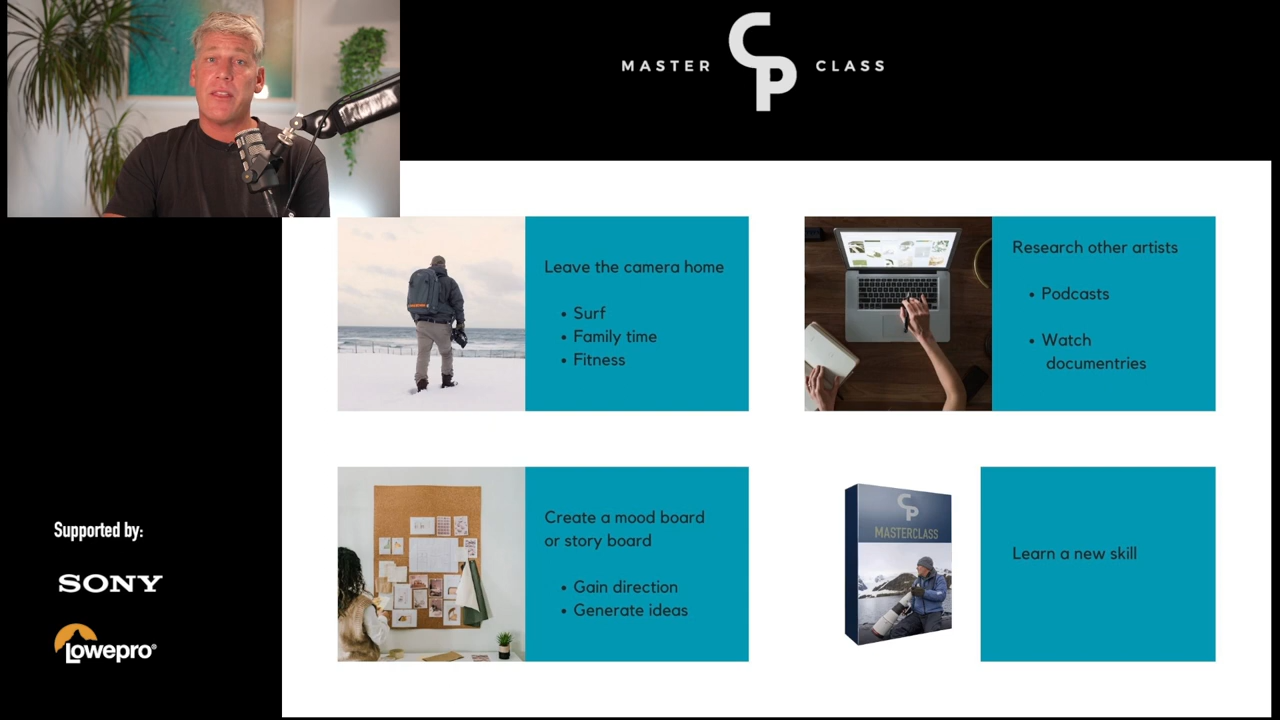 MASTER CP CLASS
Leave the camera home
• Surf
• Family time
• Fitness
Research other artists
• Podcasts
• Watch
documentries
Create a mood board
or story board
• Gain direction
• Generate ideas
CP
MASTERCLASS
Learn a new skill
Supported by:
SONY
Lowepro®